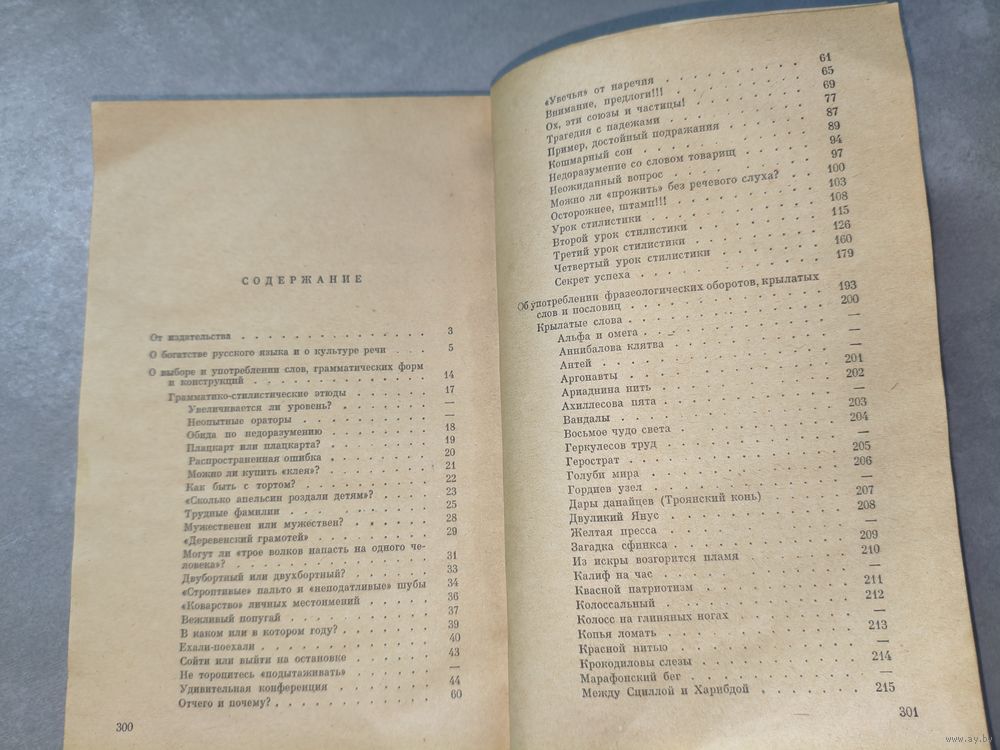 СОДЕРЖАНИЕ
От издательства . . . . . . . . . . . 3
О богатстве русского языка и о культуре речи . . . 5
О выборе и употреблении слов, грамматических форм
и конструкций . . . . . . . . . . . 14
Грамматико-стилистические этюды . . . . . 17
Увеличивается ли уровень? . . . . . . —
Неопытные ораторы . . . . . . . . —
Обида по недоразумению . . . . . . 18
Плацкарт или плацкарта? . . . . . . 19
Распространенная ошибка . . . . . . 20
Можно ли купить «клея»? . . . . . . 21
Как быть с тортом? . . . . . . . . 22
«Сколько апельсин роздали детям»? . . . . 23
Трудные фамилии . . . . . . . . 25
Мужественен или мужествен? . . . . . 28
«Деревенский грамотей» . . . . . . . 29
Могут ли «трое волков напасть на одного че-
ловека»? . . . . . . . . . . . 31
Двубортный или двухбортный? . . . . . 33
«Строптивые» пальто и «неподатливые» шубы 34
«Коварство» личных местоимений . . . . 36
Вежливый попугай . . . . . . . . 37
В каком или в котором году? . . . . . 39
Ехали-поехали . . . . . . . . . 40
Сойти или выйти на остановке . . . . . 43
Не торопитесь «подытаживать» . . . . . —
Удивительная конференция . . . . . . 44
Отчего и почему? . . . . . . . . . 60
300
«Увечья» от наречия . . . . . . . 61
Внимание, предлоги!!! . . . . . . . 65
Ох, эти союзы и частицы! . . . . . . 69
Трагедия с падежами . . . . . . . 77
Пример, достойный подражания . . . . 87
Кошмарный сон . . . . . . . . . 89
Недоразумение со словом товарищ . . . 94
Неожиданный вопрос . . . . . . . 97
Можно ли «прожить» без речевого слуха? . . 100
Осторожнее, штамп!!! . . . . . . . 103
Урок стилистики . . . . . . . . 108
Второй урок стилистики . . . . . . 115
Третий урок стилистики . . . . . . 126
Четвертый урок стилистики . . . . . 160
Секрет успеха . . . . . . . . . 179
Об употреблении фразеологических оборотов, крылатых
слов и пословиц . . . . . . . . . 193
Крылатые слова . . . . . . . . . 200
Альфа и омега . . . . . . . . . —
Аннибалова клятва . . . . . . . . —
Антей . . . . . . . . . . . —
Аргонавты . . . . . . . . . . 201
Ариаднина нить . . . . . . . . . 202
Ахиллесова пята . . . . . . . . —
Вандалы . . . . . . . . . . . 203
Восьмое чудо света . . . . . . . . 204
Геркулесов труд . . . . . . . . —
Герострат . . . . . . . . . . 205
Голуби мира . . . . . . . . . 206
Гордиев узел . . . . . . . . . —
Дары данайцев (Троянский конь) . . . . 207
Двуликий Янус . . . . . . . . . 208
Желтая пресса . . . . . . . . . —
Загадка сфинкса . . . . . . . . 209
Из искры возгорится пламя . . . . . 210
Калиф на час . . . . . . . . . —
Квасной патриотизм . . . . . . . 211
Колоссальный . . . . . . . . . 212
Колосс на глиняных ногах . . . . . . —
Копья ломать . . . . . . . . . 213
Красной нитью . . . . . . . . . —
Крокодиловы слезы . . . . . . . . 214
Марафонский бег . . . . . . . . —
Между Сциллой и Харибдой . . . . . 215
301
www.ay.by